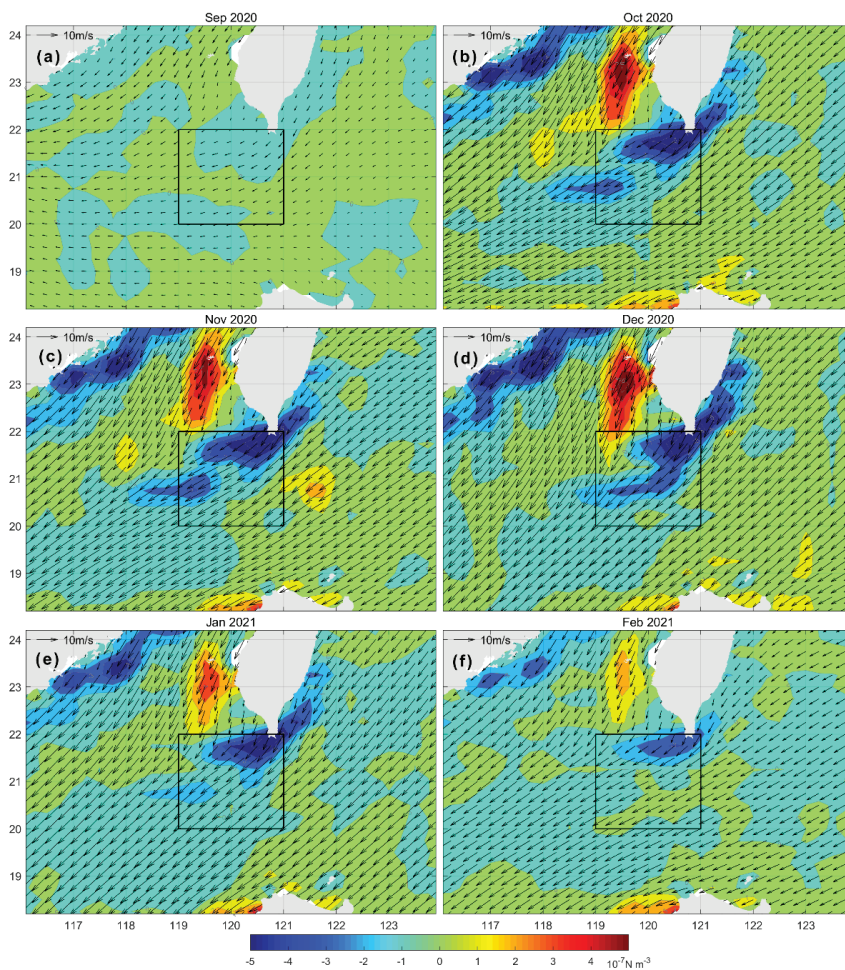 Sep 2020
Oct 2020
24
23
22
21
20
19
(a)
10m/s
(b)
10m/s
Nov 2020
Dec 2020
24
23
22
21
20
19
(c)
10m/s
(d)
10m/s
Jan 2021
Feb 2021
24
23
22
21
20
19
(e)
10m/s
(f)
10m/s
117 118 119 120 121 122 123
117 118 119 120 121 122 123
-5 -4 -3 -2 -1 0 1 2 3 4 10⁻⁷N m⁻³